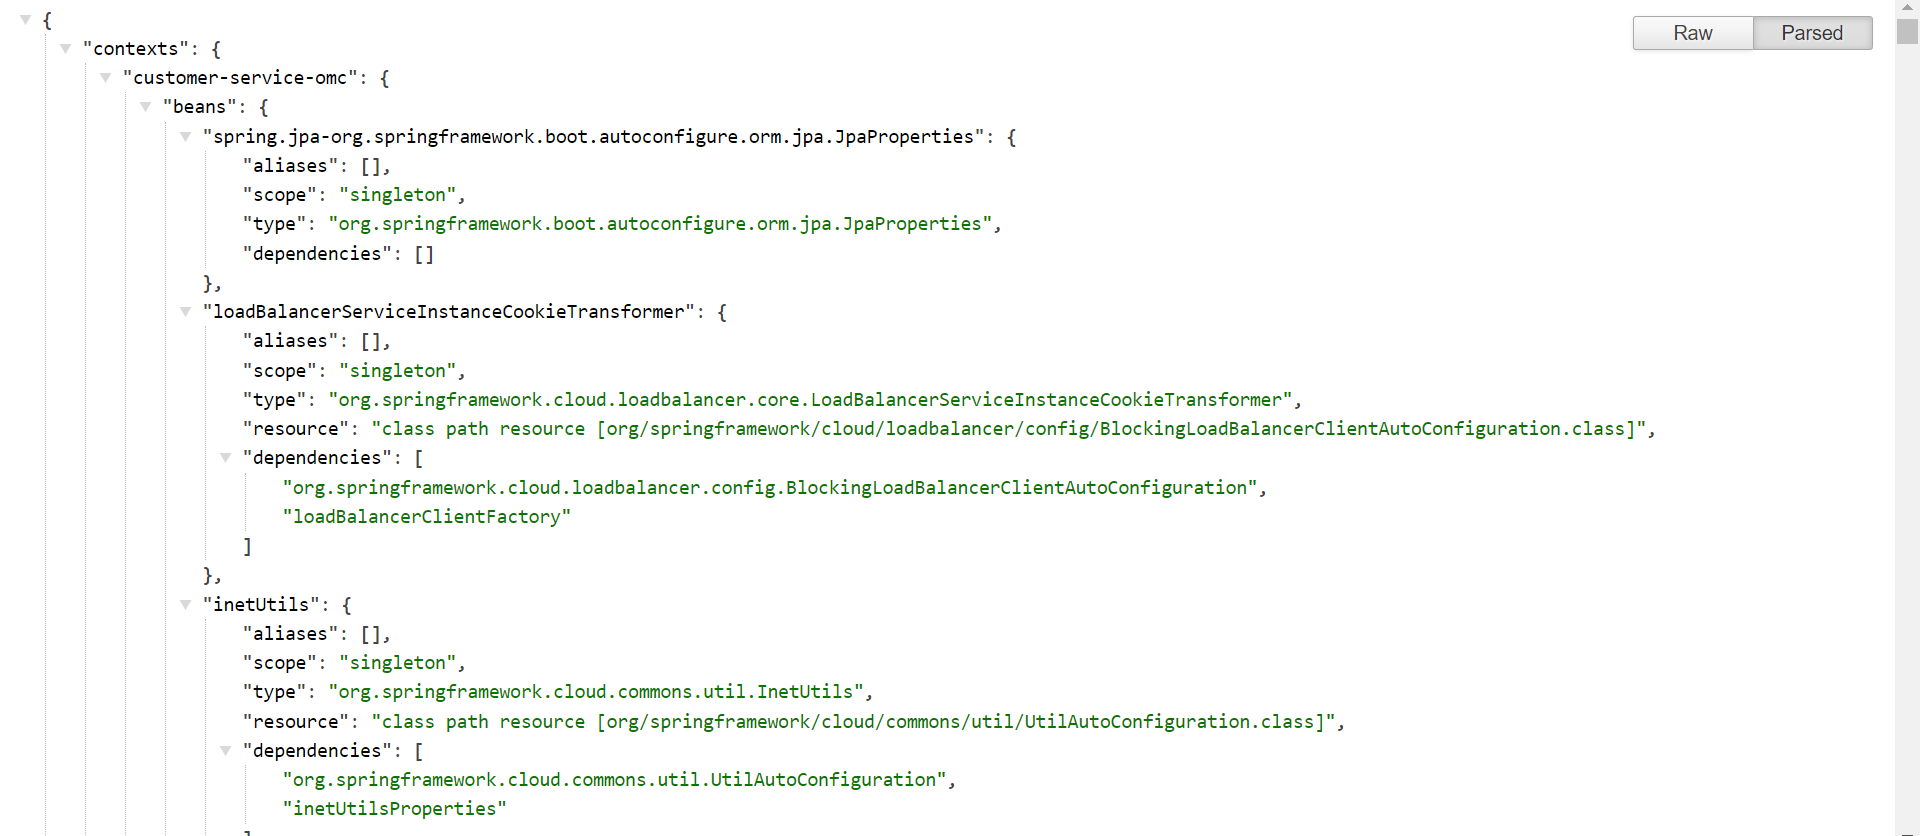 {
"contexts": {
"customer-service-omc": {
"beans": {
"spring.jpa-org.springframework.boot.autoconfigure.orm.jpa.JpaProperties": {
"aliases": [],
"scope": "singleton",
"type": "org.springframework.boot.autoconfigure.orm.jpa.JpaProperties",
"dependencies": []
},
"loadBalancerServiceInstanceCookieTransformer": {
"aliases": [],
"scope": "singleton",
"type": "org.springframework.cloud.loadbalancer.core.LoadBalancerServiceInstanceCookieTransformer",
"resource": "class path resource [org/springframework/cloud/loadbalancer/config/BlockingLoadBalancerClientAutoConfiguration.class]",
"dependencies": [
"org.springframework.cloud.loadbalancer.config.BlockingLoadBalancerClientAutoConfiguration",
"loadBalancerClientFactory"
]
},
"inetUtils": {
"aliases": [],
"scope": "singleton",
"type": "org.springframework.cloud.commons.util.InetUtils",
"resource": "class path resource [org/springframework/cloud/commons/util/UtilAutoConfiguration.class]",
"dependencies": [
"org.springframework.cloud.commons.util.UtilAutoConfiguration",
"inetUtilsProperties"
Raw Parsed